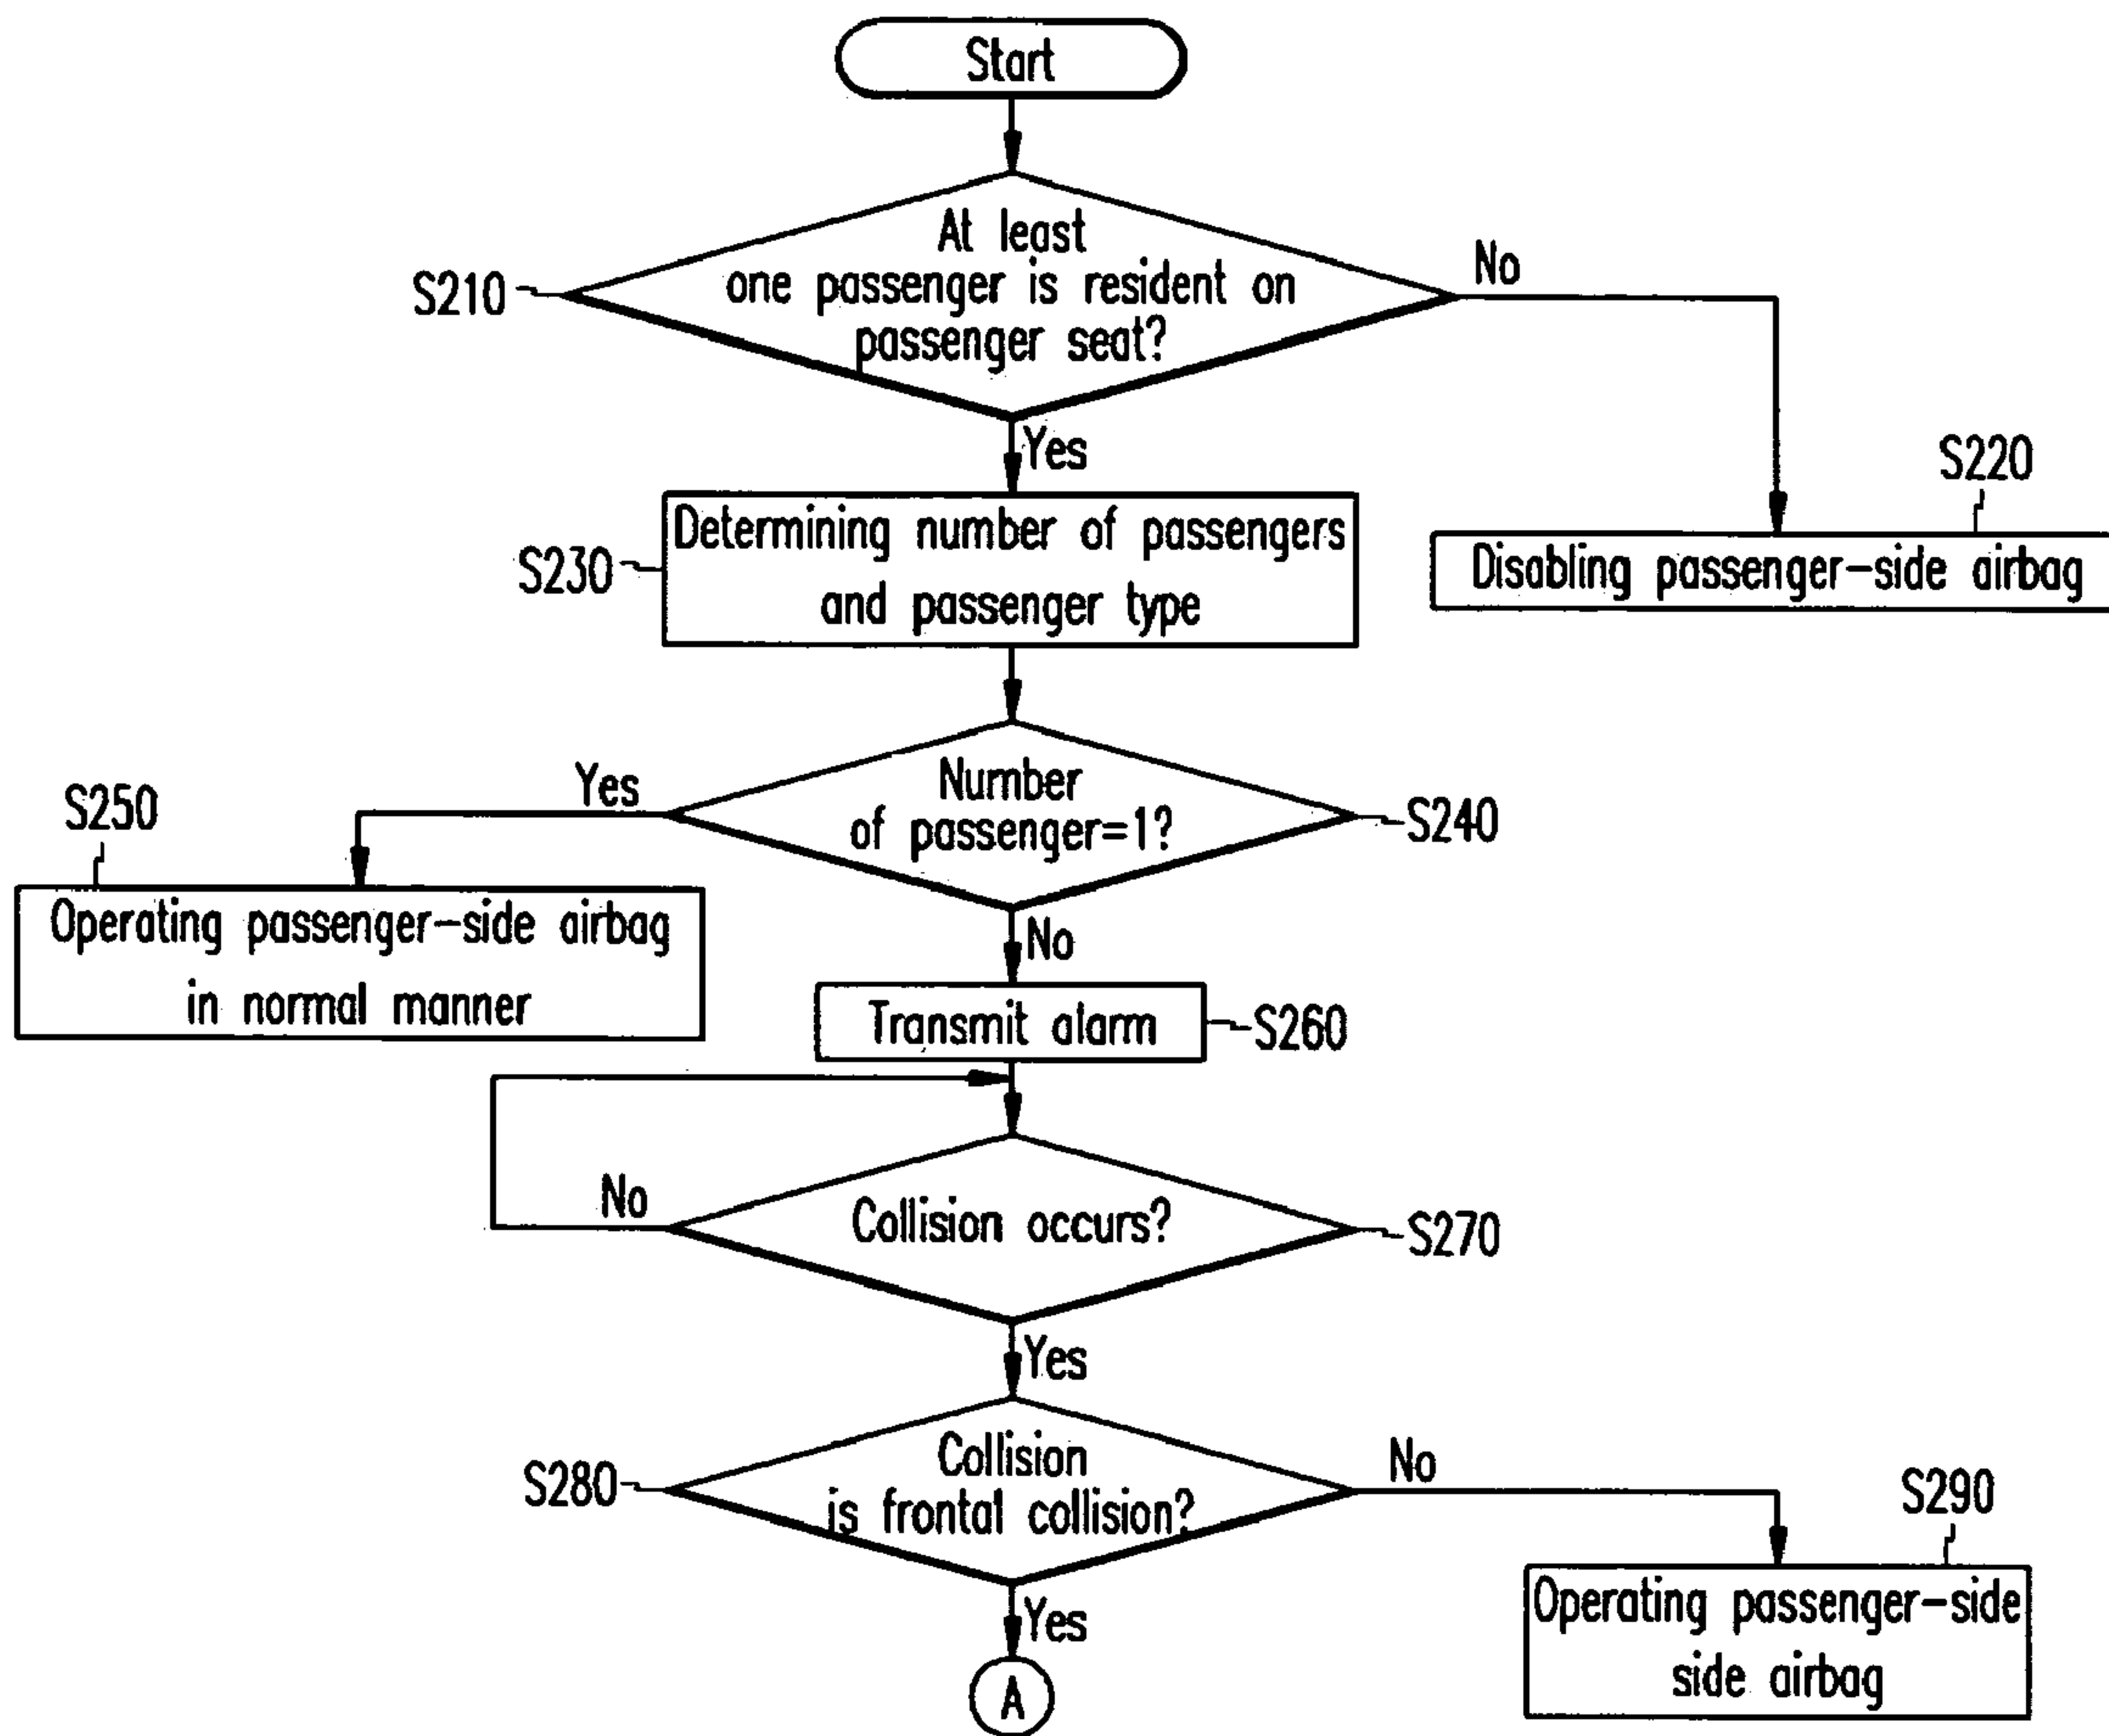 Start
At least
one passenger is resident on
passenger seat?
S210
No
Yes
S220
Disabling passenger-side airbag
Determining number of passengers
and passenger type
S230
Number
of passenger=1?
S240
Yes
S250
Operating passenger-side airbag
in normal manner
No
Transmit alarm
S260
Collision occurs?
No
S270
Yes
Collision
is frontal collision?
S280
No
S290
Operating passenger-side
side airbag
Yes
A